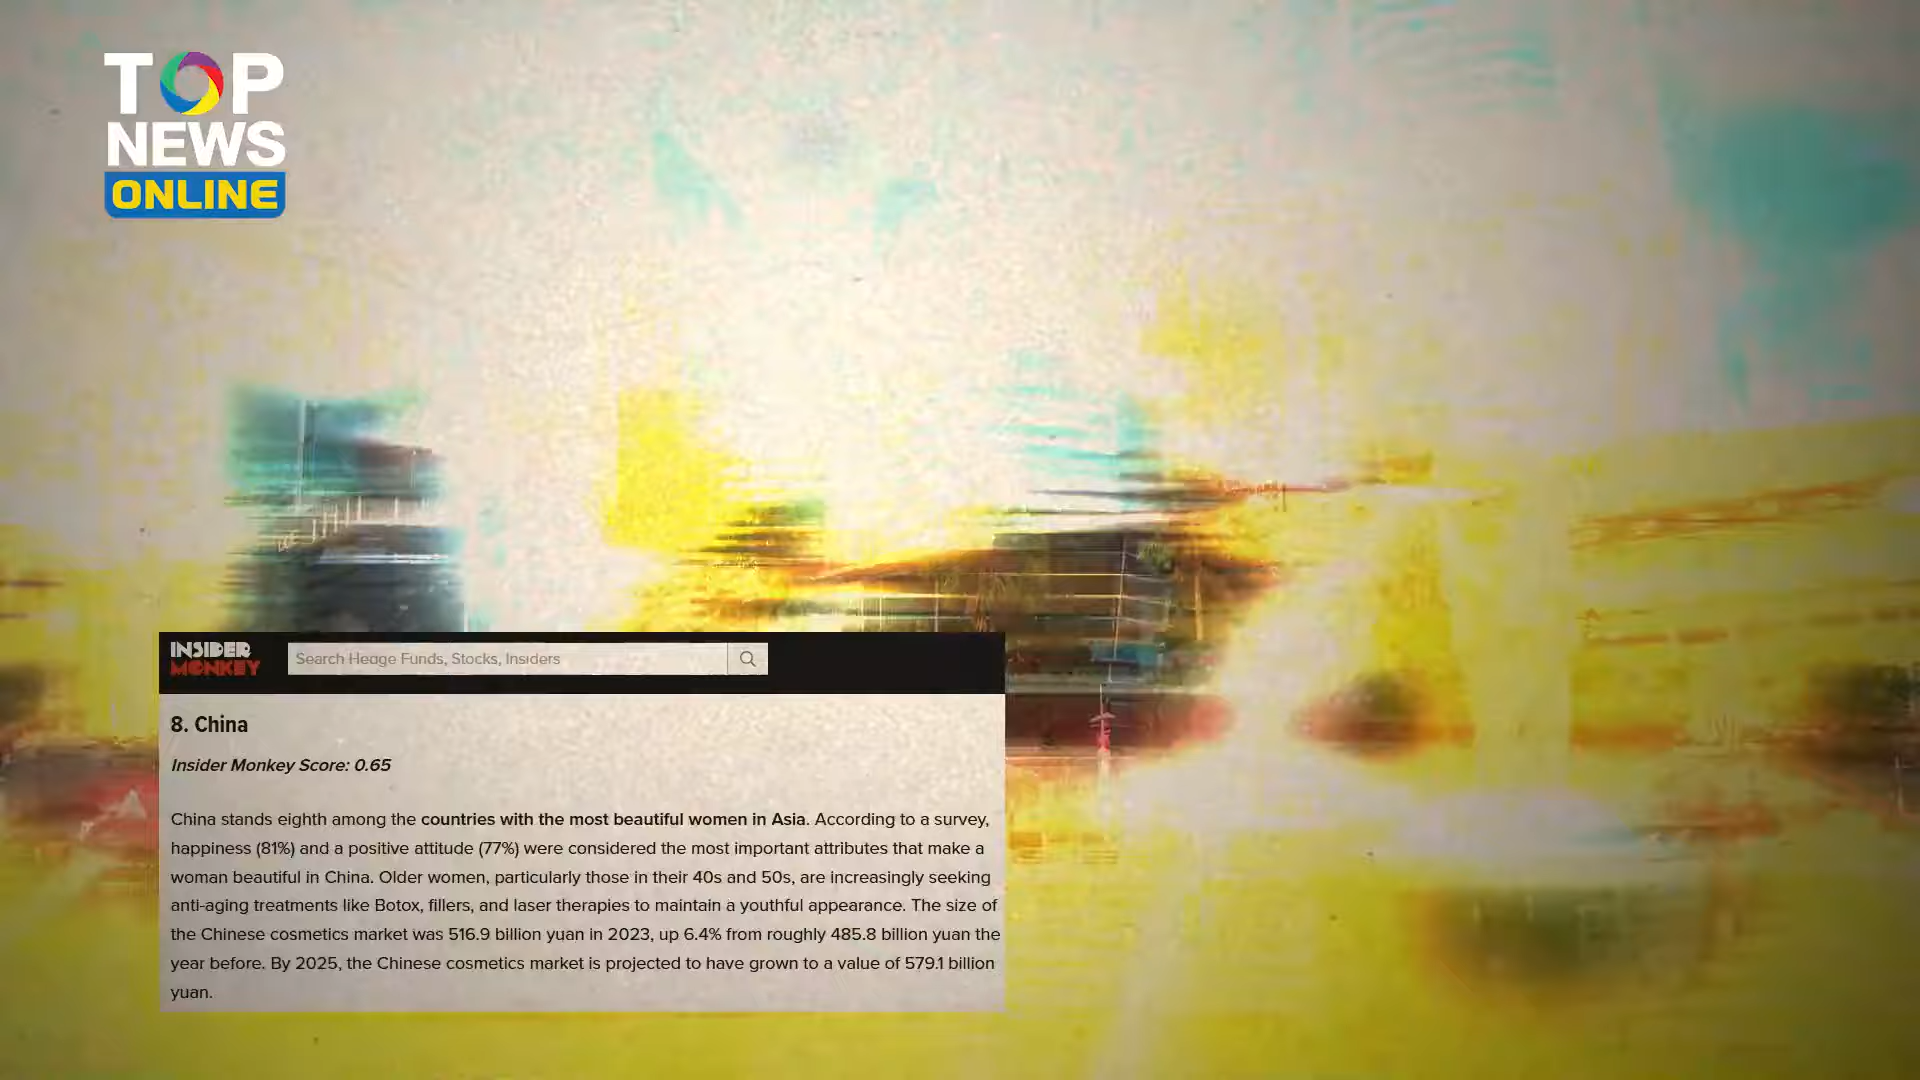 TOP
NEWS
ONLINE
INSIDER
MONKEY
Search Hedge Funds, Stocks, Insiders
8. China
Insider Monkey Score: 0.65
China stands eighth among the countries with the most beautiful women in Asia. According to a survey,
happiness (81%) and a positive attitude (77%) were considered the most important attributes that make a
woman beautiful in China. Older women, particularly those in their 40s and 50s, are increasingly seeking
anti-aging treatments like Botox, fillers, and laser therapies to maintain a youthful appearance. The size of
the Chinese cosmetics market was 516.9 billion yuan in 2023, up 6.4% from roughly 485.8 billion yuan the
year before. By 2025, the Chinese cosmetics market is projected to have grown to a value of 579.1 billion
yuan.